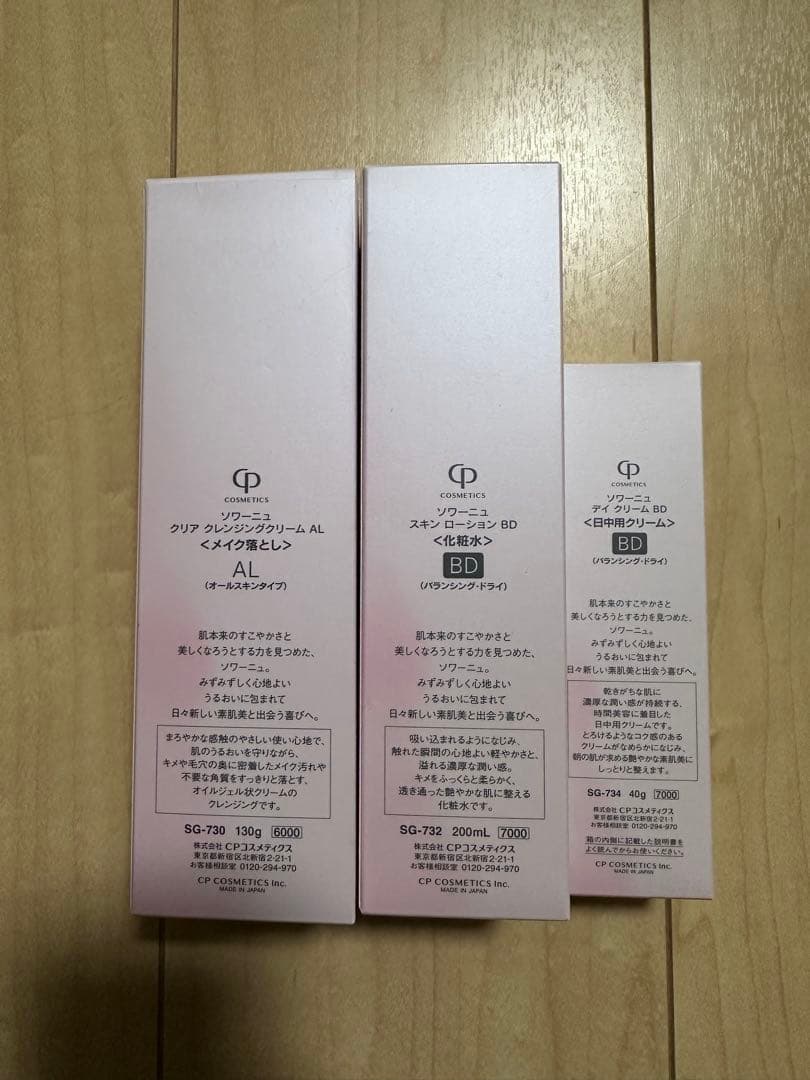 CP
COSMETICS
ソワーニュ
クリア クレンジングクリーム AL
<メイク落とし>
AL
(オールスキンタイプ)
肌本来のすこやかさと
美しくなろうとする力を見つめた、
ソワーニュ。
みずみずしく心地よい
うるおいに包まれて
日々新しい素肌美と出会う喜びへ。
まろやかな感触のやさしい使い心地で、
肌のうるおいを守りながら、
キメや毛穴の奥に密着したメイク汚れや
不要な角質をすっきりと落とす、
オイルジェル状クリームの
クレンジングです。
SG-730 130g 6000
株式会社 CPコスメティクス
東京都新宿区北新宿2-21-1
お客様相談室 0120-294-970
CP COSMETICS Inc.
MADE IN JAPAN
CP
COSMETICS
ソワーニュ
スキン ローション BD
<化粧水>
BD
(バランシング・ドライ)
肌本来のすこやかさと
美しくなろうとする力を見つめた、
ソワーニュ。
みずみずしく心地よい
うるおいに包まれて
日々新しい素肌美と出会う喜びへ。
吸い込まれるようになじみ、
触れた瞬間の心地よい軽やかさと、
溢れる濃厚な潤い感。
キメをふっくらと柔らかく、
透き通った艶やかな肌に整える
化粧水です。
SG-732 200mL 7000
株式会社 CPコスメティクス
東京都新宿区北新宿2-21-1
お客様相談室 0120-294-970
CP COSMETICS Inc.
MADE IN JAPAN
CP
COSMETICS
ソワーニュ
デイ クリーム BD
<日中用クリーム>
BD
(バランシング・ドライ)
肌本来のすこやかさと
美しくなろうとする力を見つめた、
ソワーニュ。
みずみずしく心地よい
うるおいに包まれて
日々新しい素肌美と出会う喜びへ。
乾きがちな肌に
濃厚な潤い感が持続する、
時間美容に着目した
日中用クリームです。
とろけるようなコク感のある
クリームがなめらかになじみ、
朝の肌が求める艶やかな素肌美に
しっとりと整えます。
SG-734 40g 7000
株式会社 CPコスメティクス
東京都新宿区北新宿2-21-1
お客様相談室 0120-294-970
箱の内側に記載した説明書を
よく読んでからお使いください。
CP COSMETICS Inc.
MADE IN JAPAN